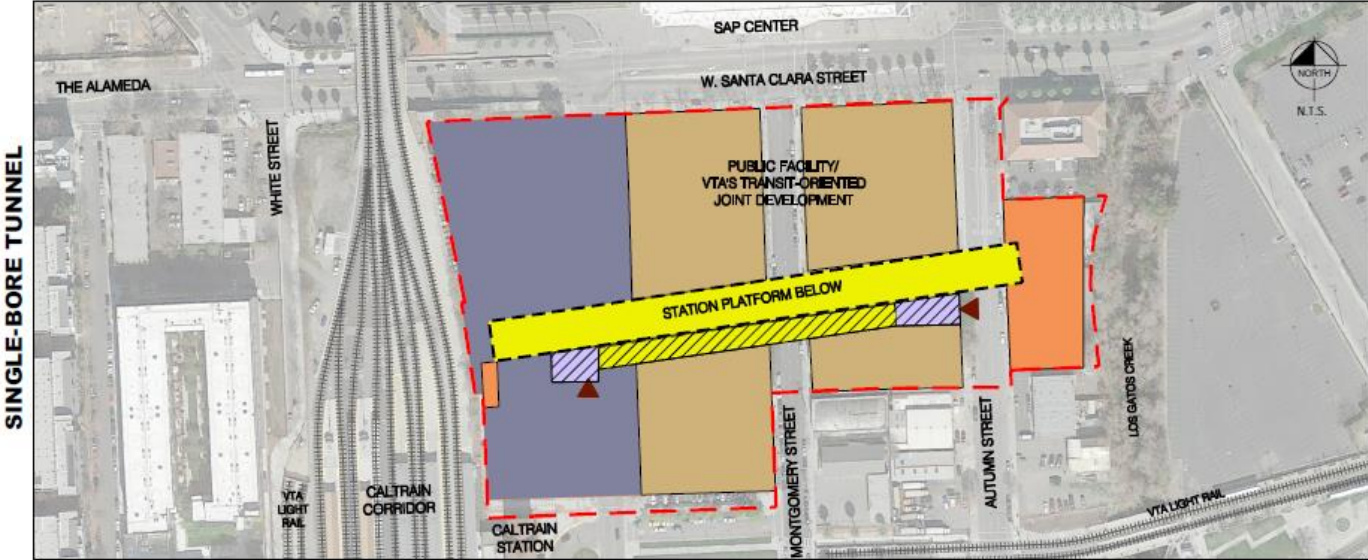 SINGLE-BORE TUNNEL
SAP CENTER
THE ALAMEDA
W. SANTA CLARA STREET
NORTH
N.T.S.
WHITE STREET
PUBLIC FACILITY/
VTA'S TRANSIT-ORIENTED
JOINT DEVELOPMENT
STATION PLATFORM BELOW
LOS GATOS CREEK
MONTGOMERY STREET
AUTUMN STREET
VTA
LIGHT
RAIL
CALTRAIN
CORRIDOR
CALTRAIN
STATION
VTA LIGHT RAIL